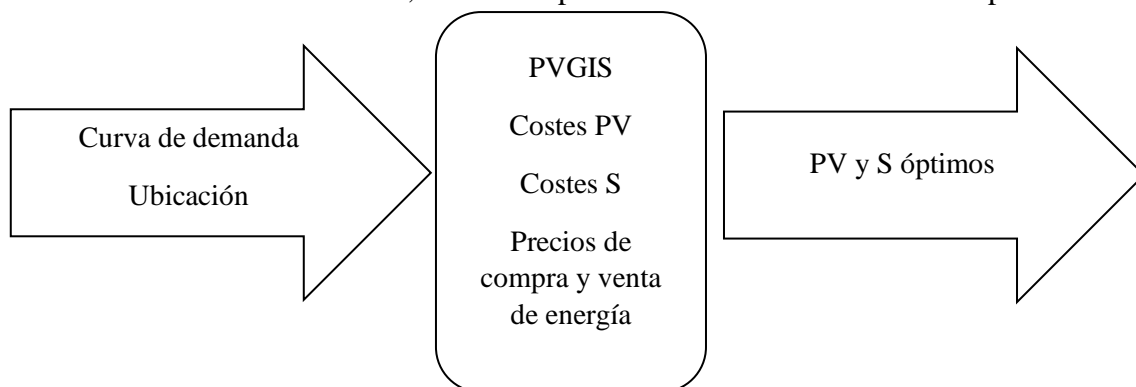 Curva de demanda
Ubicación
PVGIS
Costes PV
Costes S
Precios de
compra y venta
de energía
PV y S óptimos